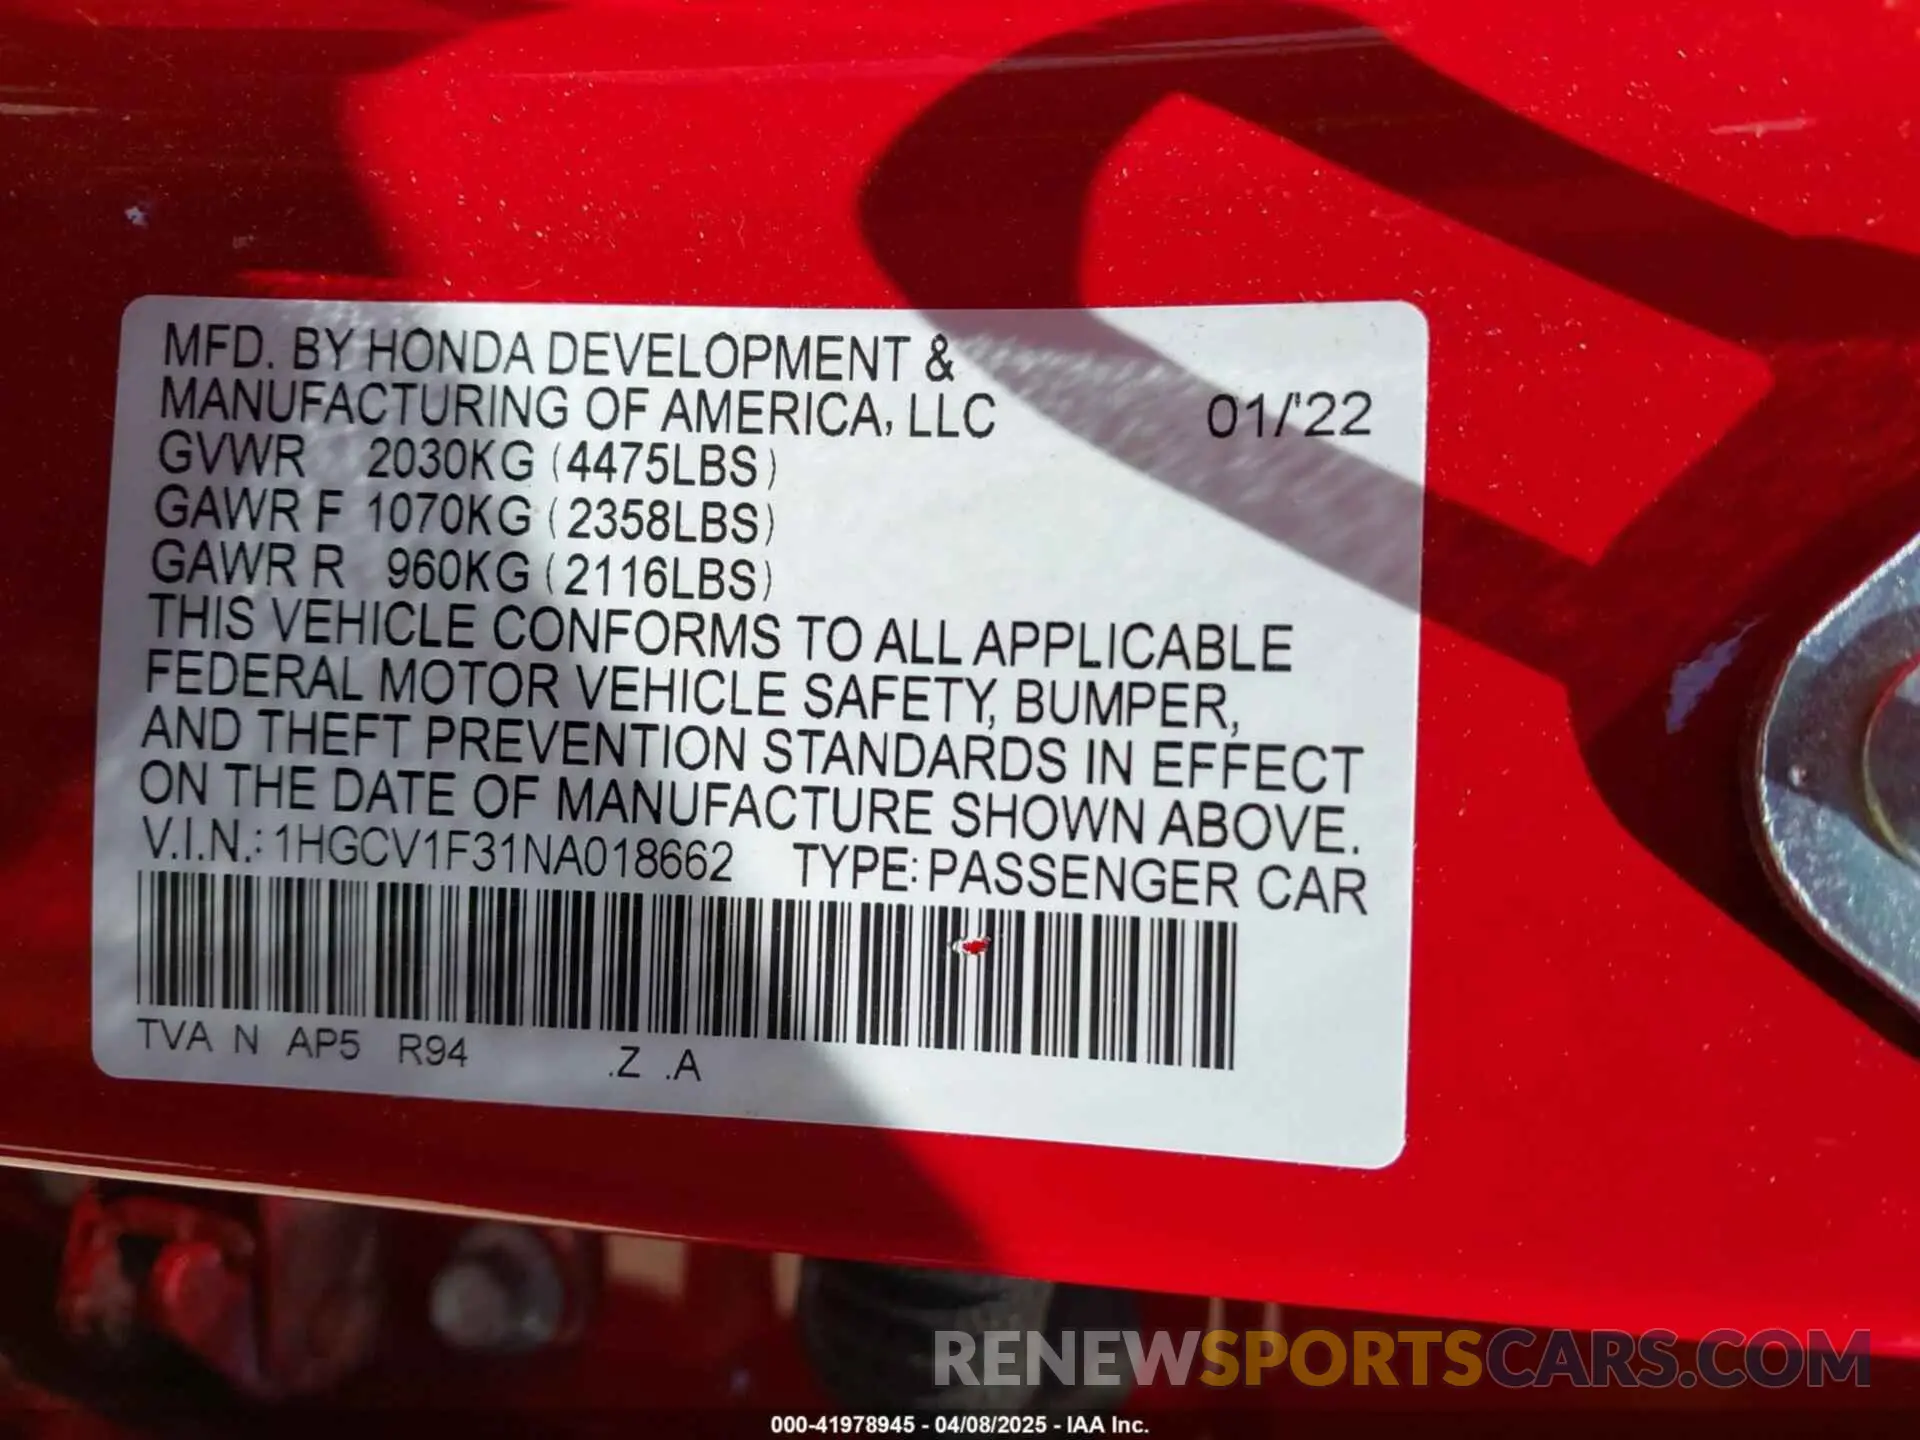 MFD. BY HONDA DEVELOPMENT &
MANUFACTURING OF AMERICA, LLC 01/'22
GVWR 2030KG (4475LBS)
GAWR F 1070KG (2358LBS)
GAWR R 960KG (2116LBS)
THIS VEHICLE CONFORMS TO ALL APPLICABLE
FEDERAL MOTOR VEHICLE SAFETY, BUMPER,
AND THEFT PREVENTION STANDARDS IN EFFECT
ON THE DATE OF MANUFACTURE SHOWN ABOVE.
V.I.N.: 1HGCV1F31NA018662 TYPE: PASSENGER CAR
TVA N AP5 R94 .Z .A
RENEWSPORTSCARS.COM
000-41978945 - 04/08/2025 - IAA Inc.